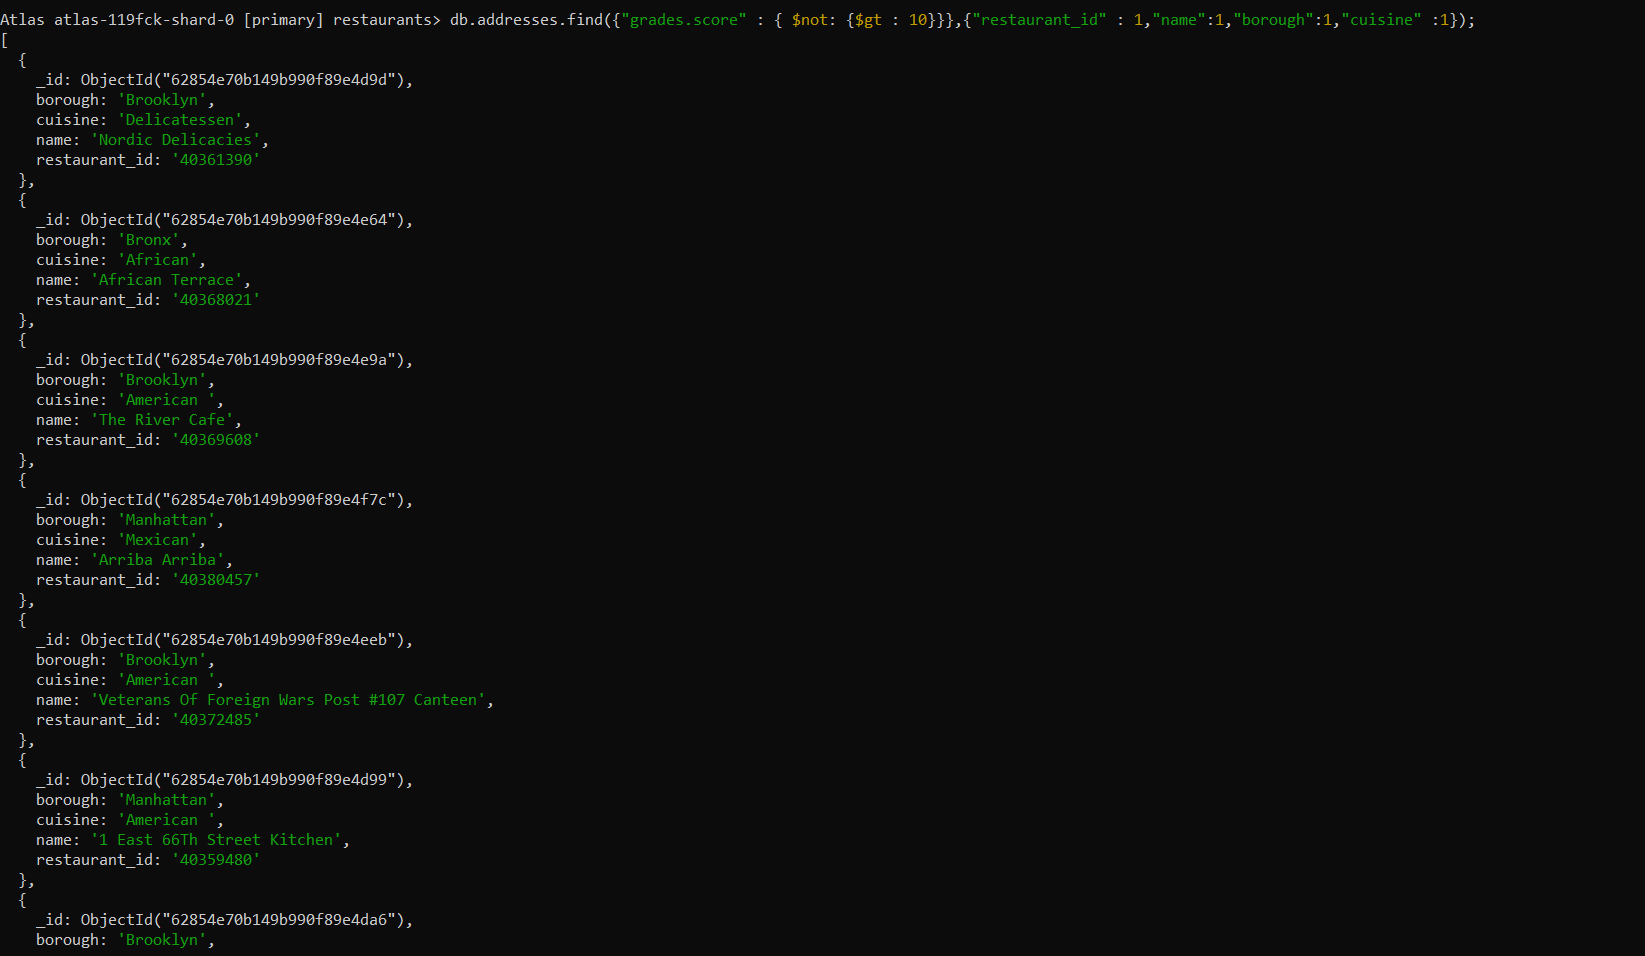 Atlas atlas-119fck-shard-0 [primary] restaurants> db.addresses.find({"grades.score" : { $not: {$gt : 10}}},{"restaurant_id" : 1,"name":1,"borough":1,"cuisine" :1});
[
  {
    _id: ObjectId("62854e70b149b990f89e4d9d"),
    borough: 'Brooklyn',
    cuisine: 'Delicatessen',
    name: 'Nordic Delicacies',
    restaurant_id: '40361390'
  },
  {
    _id: ObjectId("62854e70b149b990f89e4e64"),
    borough: 'Bronx',
    cuisine: 'African',
    name: 'African Terrace',
    restaurant_id: '40368021'
  },
  {
    _id: ObjectId("62854e70b149b990f89e4e9a"),
    borough: 'Brooklyn',
    cuisine: 'American ',
    name: 'The River Cafe',
    restaurant_id: '40369608'
  },
  {
    _id: ObjectId("62854e70b149b990f89e4f7c"),
    borough: 'Manhattan',
    cuisine: 'Mexican',
    name: 'Arriba Arriba',
    restaurant_id: '40380457'
  },
  {
    _id: ObjectId("62854e70b149b990f89e4eeb"),
    borough: 'Brooklyn',
    cuisine: 'American ',
    name: 'Veterans Of Foreign Wars Post #107 Canteen',
    restaurant_id: '40372485'
  },
  {
    _id: ObjectId("62854e70b149b990f89e4d99"),
    borough: 'Manhattan',
    cuisine: 'American ',
    name: '1 East 66Th Street Kitchen',
    restaurant_id: '40359480'
  },
  {
    _id: ObjectId("62854e70b149b990f89e4da6"),
    borough: 'Brooklyn',